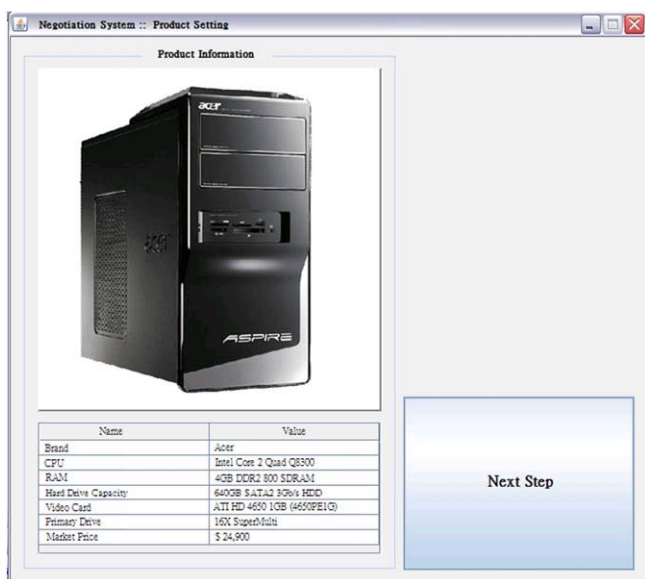 Negotiation System :: Product Setting
Product Information
acer
acer
ASPIRE
Name Value
Brand Acer
CPU Intel Core 2 Quad Q8300
RAM 4GB DDR2 800 SDRAM
Hard Drive Capacity 640GB SATA2 3Gb/s HDD
Video Card ATI HD 4650 1GB (4650PE1G)
Primary Drive 16X SuperMulti
Market Price $ 24,900
Next Step